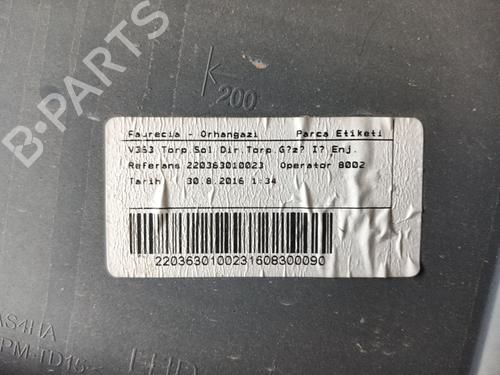 B-PARTS
k
200
Faurecia - Orhangazi Parca Etiketi
V363 Torp.Sol Dir.Torp.G?z? I? Enj.
Referans 220363010023 Operator 8002
Tarih 30.8.2016 1:34
2203630100231608300090